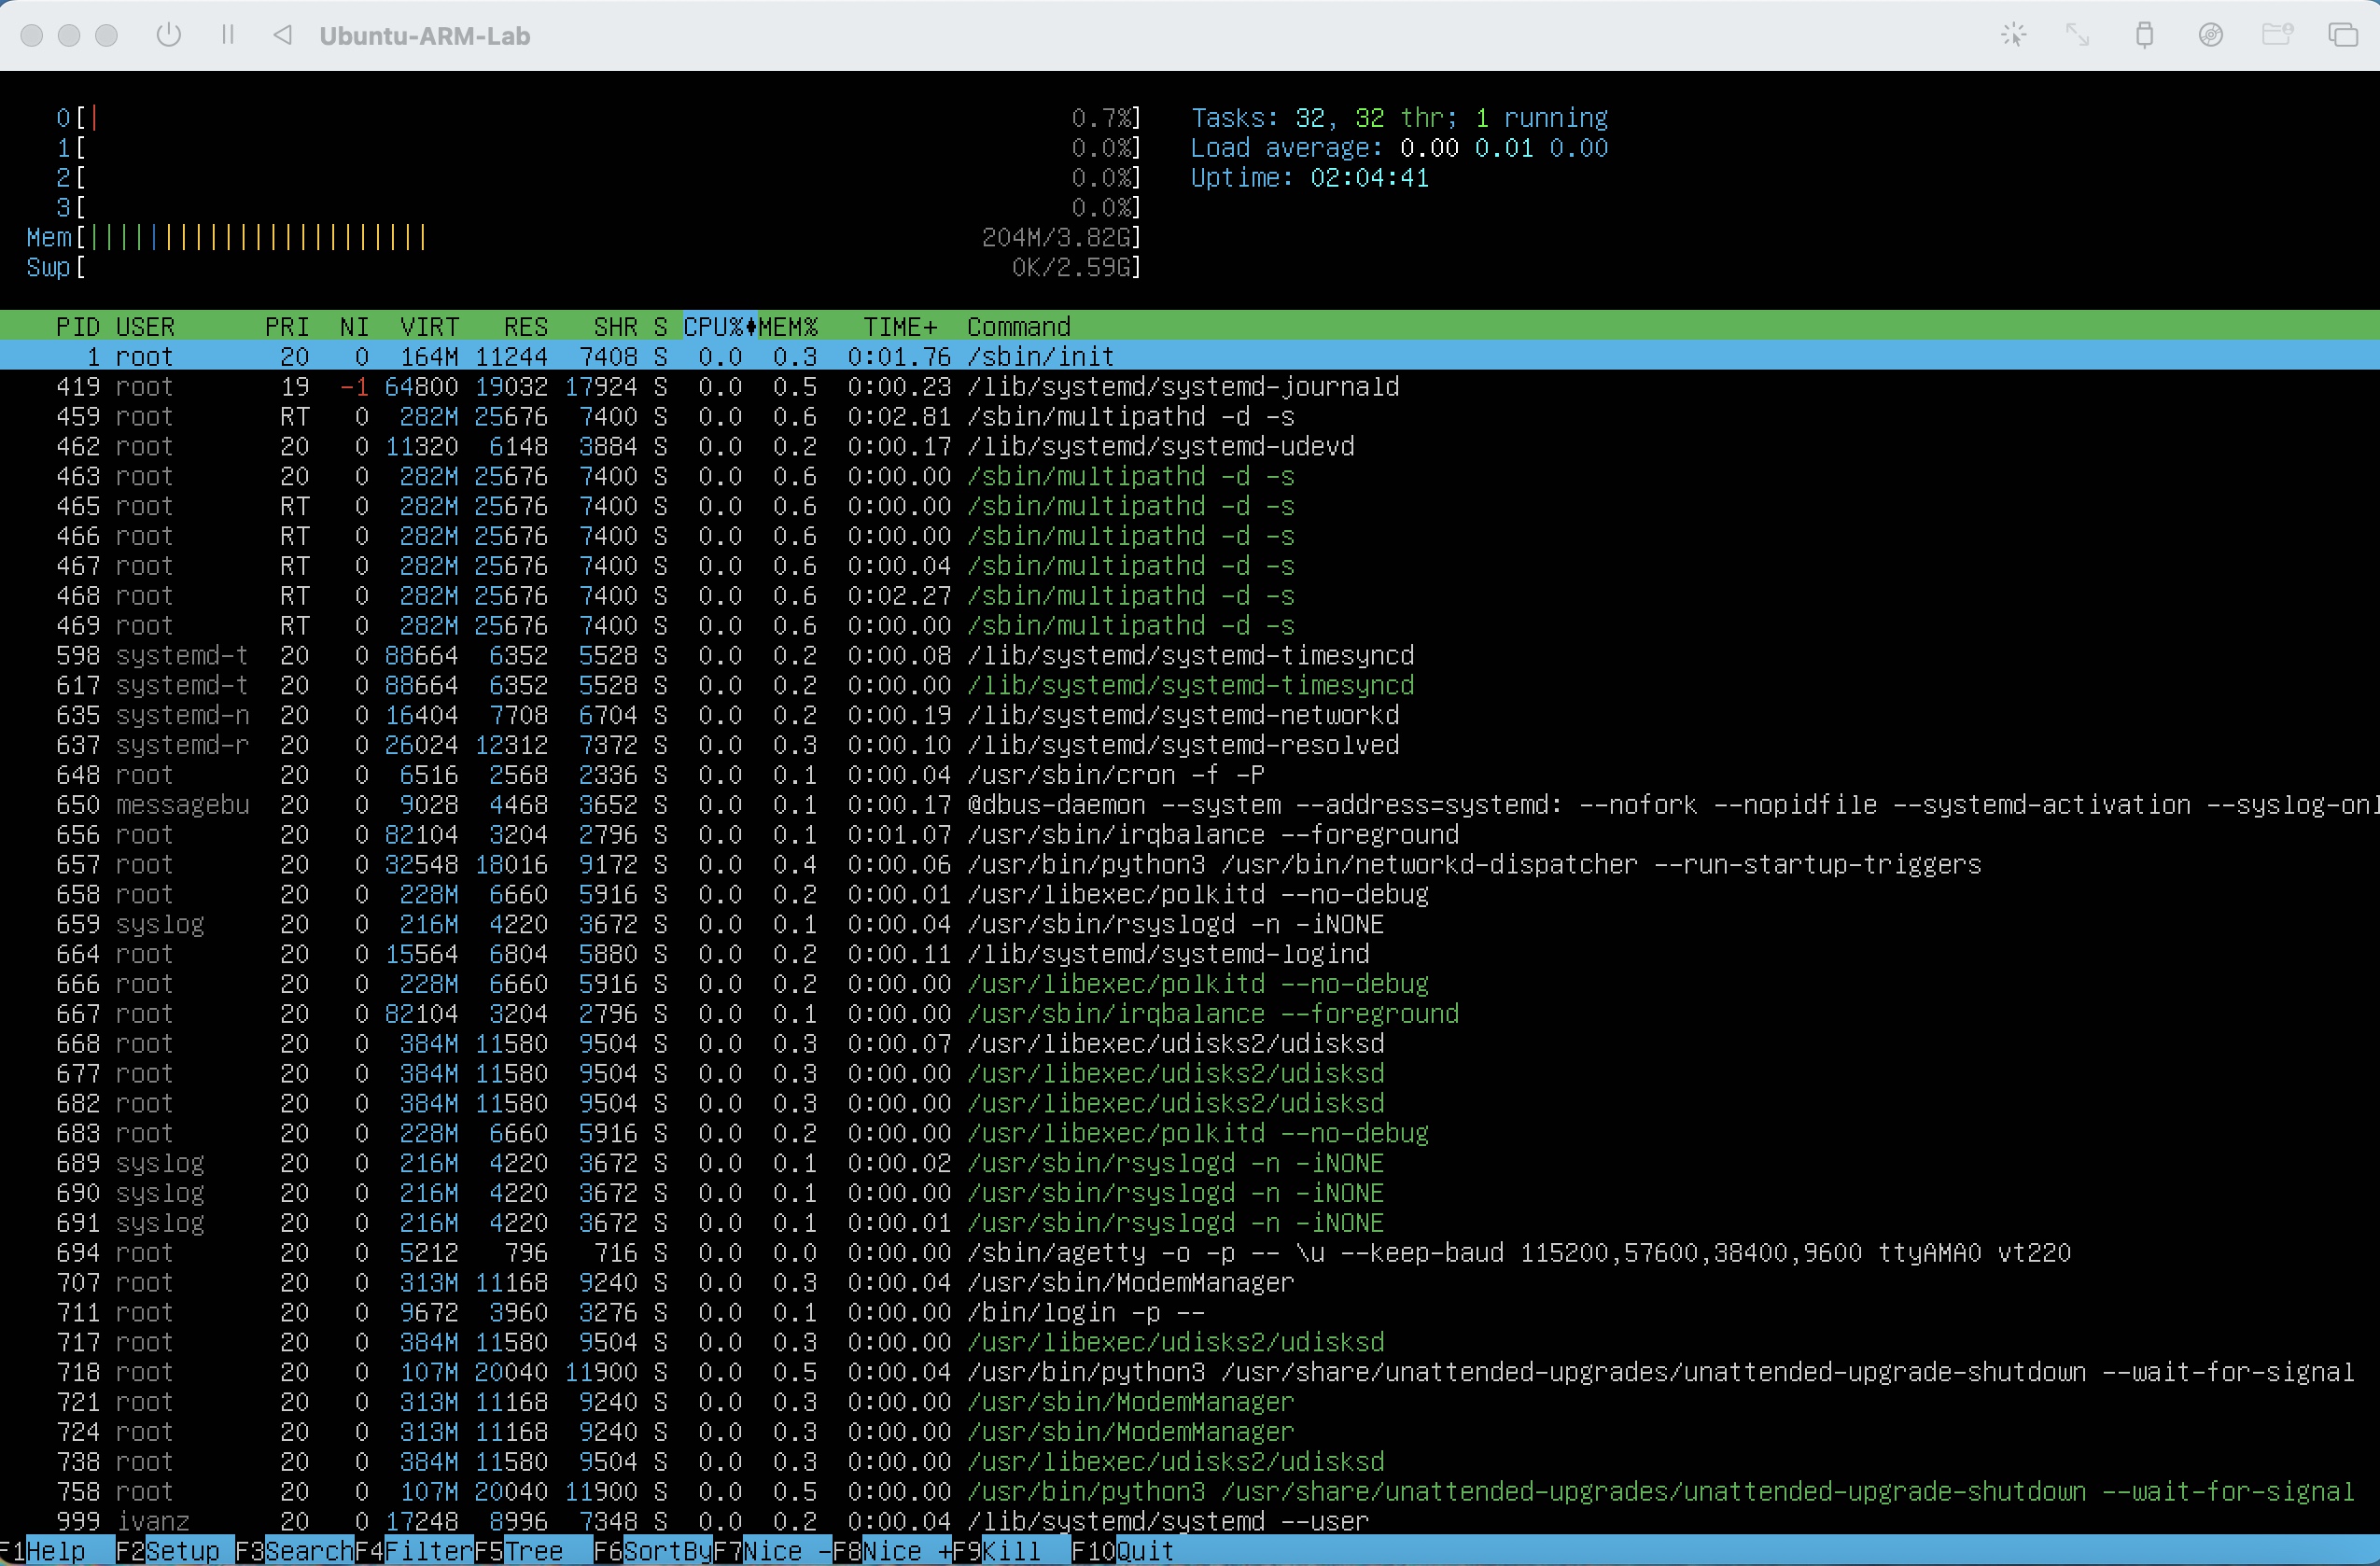 Ubuntu-ARM-Lab
0[| 0.7%] Tasks: 32, 32 thr; 1 running
1[ 0.0%] Load average: 0.00 0.01 0.00
2[ 0.0%] Uptime: 02:04:41
3[ 0.0%]
Mem[||||||||||||||||||||||| 204M/3.82G]
Swp[ 0K/2.59G]
PID USER PRI NI VIRT RES SHR S CPU% MEM% TIME+ Command
1 root 20 0 164M 11244 7408 S 0.0 0.3 0:01.76 /sbin/init
419 root 19 -1 64800 19032 17924 S 0.0 0.5 0:00.23 /lib/systemd/systemd-journald
459 root RT 0 282M 25676 7400 S 0.0 0.6 0:02.81 /sbin/multipathd -d -s
462 root 20 0 11320 6148 3884 S 0.0 0.2 0:00.17 /lib/systemd/systemd-udevd
463 root 20 0 282M 25676 7400 S 0.0 0.6 0:00.00 /sbin/multipathd -d -s
465 root RT 0 282M 25676 7400 S 0.0 0.6 0:00.00 /sbin/multipathd -d -s
466 root RT 0 282M 25676 7400 S 0.0 0.6 0:00.00 /sbin/multipathd -d -s
467 root RT 0 282M 25676 7400 S 0.0 0.6 0:00.04 /sbin/multipathd -d -s
468 root RT 0 282M 25676 7400 S 0.0 0.6 0:02.27 /sbin/multipathd -d -s
469 root RT 0 282M 25676 7400 S 0.0 0.6 0:00.00 /sbin/multipathd -d -s
598 systemd-t 20 0 88664 6352 5528 S 0.0 0.2 0:00.08 /lib/systemd/systemd-timesyncd
617 systemd-t 20 0 88664 6352 5528 S 0.0 0.2 0:00.00 /lib/systemd/systemd-timesyncd
635 systemd-n 20 0 16404 7708 6704 S 0.0 0.2 0:00.19 /lib/systemd/systemd-networkd
637 systemd-r 20 0 26024 12312 7372 S 0.0 0.3 0:00.10 /lib/systemd/systemd-resolved
648 root 20 0 6516 2568 2336 S 0.0 0.1 0:00.04 /usr/sbin/cron -f -P
650 messagebu 20 0 9028 4468 3652 S 0.0 0.1 0:00.17 @dbus-daemon --system --address=systemd: --nofork --nopidfile --systemd-activation --syslog-onl
656 root 20 0 82104 3204 2796 S 0.0 0.1 0:01.07 /usr/sbin/irqbalance --foreground
657 root 20 0 32548 18016 9172 S 0.0 0.4 0:00.06 /usr/bin/python3 /usr/bin/networkd-dispatcher --run-startup-triggers
658 root 20 0 228M 6660 5916 S 0.0 0.2 0:00.01 /usr/libexec/polkitd --no-debug
659 syslog 20 0 216M 4220 3672 S 0.0 0.1 0:00.04 /usr/sbin/rsyslogd -n -iNONE
664 root 20 0 15564 6804 5880 S 0.0 0.2 0:00.11 /lib/systemd/systemd-logind
666 root 20 0 228M 6660 5916 S 0.0 0.2 0:00.00 /usr/libexec/polkitd --no-debug
667 root 20 0 82104 3204 2796 S 0.0 0.1 0:00.00 /usr/sbin/irqbalance --foreground
668 root 20 0 384M 11580 9504 S 0.0 0.3 0:00.07 /usr/libexec/udisks2/udisksd
677 root 20 0 384M 11580 9504 S 0.0 0.3 0:00.00 /usr/libexec/udisks2/udisksd
682 root 20 0 384M 11580 9504 S 0.0 0.3 0:00.00 /usr/libexec/udisks2/udisksd
683 root 20 0 228M 6660 5916 S 0.0 0.2 0:00.00 /usr/libexec/polkitd --no-debug
689 syslog 20 0 216M 4220 3672 S 0.0 0.1 0:00.02 /usr/sbin/rsyslogd -n -iNONE
690 syslog 20 0 216M 4220 3672 S 0.0 0.1 0:00.00 /usr/sbin/rsyslogd -n -iNONE
691 syslog 20 0 216M 4220 3672 S 0.0 0.1 0:00.01 /usr/sbin/rsyslogd -n -iNONE
694 root 20 0 5212 796 716 S 0.0 0.0 0:00.00 /sbin/agetty -o -p -- \u --keep-baud 115200,57600,38400,9600 ttyAMA0 vt220
707 root 20 0 313M 11168 9240 S 0.0 0.3 0:00.04 /usr/sbin/ModemManager
711 root 20 0 9672 3960 3276 S 0.0 0.1 0:00.00 /bin/login -p --
717 root 20 0 384M 11580 9504 S 0.0 0.3 0:00.00 /usr/libexec/udisks2/udisksd
718 root 20 0 107M 20040 11900 S 0.0 0.5 0:00.04 /usr/bin/python3 /usr/share/unattended-upgrades/unattended-upgrade-shutdown --wait-for-signal
721 root 20 0 313M 11168 9240 S 0.0 0.3 0:00.00 /usr/sbin/ModemManager
724 root 20 0 313M 11168 9240 S 0.0 0.3 0:00.00 /usr/sbin/ModemManager
738 root 20 0 384M 11580 9504 S 0.0 0.3 0:00.00 /usr/libexec/udisks2/udisksd
758 root 20 0 107M 20040 11900 S 0.0 0.5 0:00.00 /usr/bin/python3 /usr/share/unattended-upgrades/unattended-upgrade-shutdown --wait-for-signal
999 ivanz 20 0 17248 8996 7348 S 0.0 0.2 0:00.04 /lib/systemd/systemd --user
F1Help F2Setup F3SearchF4FilterF5Tree F6SortByF7Nice -F8Nice +F9Kill F10Quit